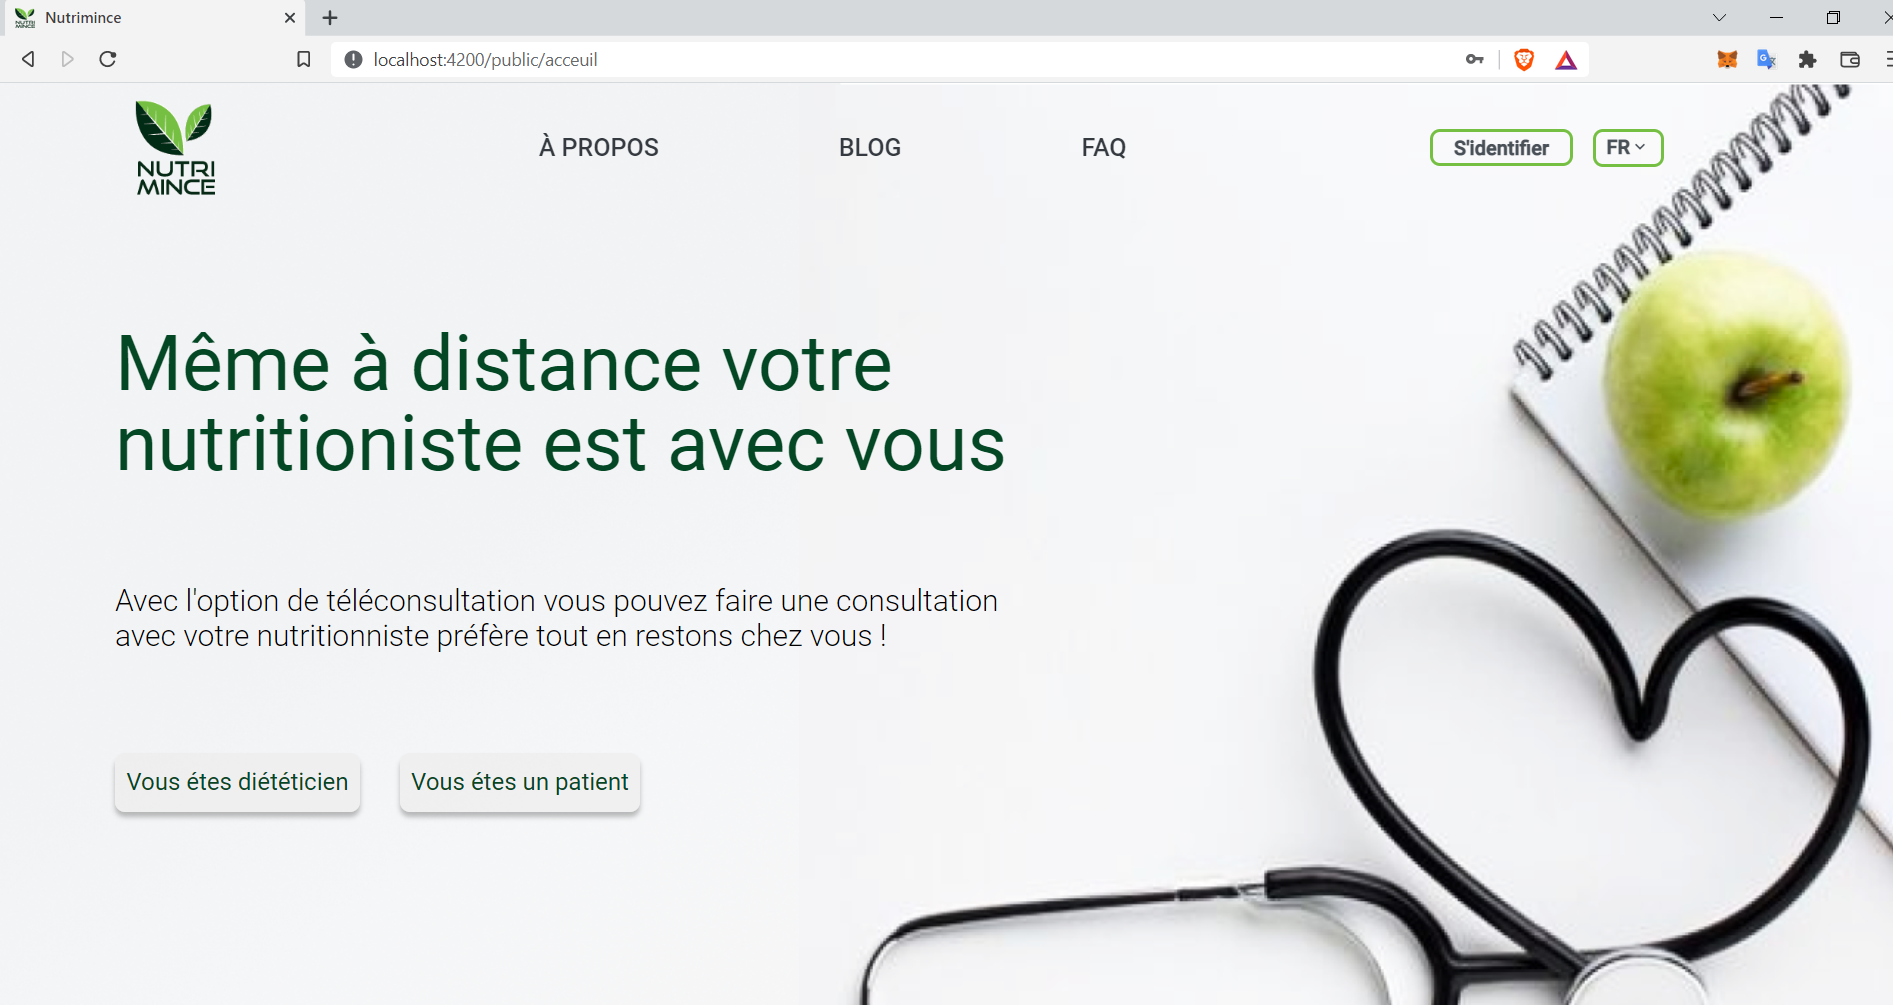 Nutrimince
localhost:4200/public/acceuil
NUTRI
MINCE
À PROPOS
BLOG
FAQ
S'identifier
FR
Même à distance votre
nutritioniste est avec vous
Avec l'option de téléconsultation vous pouvez faire une consultation
avec votre nutritionniste préfère tout en restons chez vous !
Vous étes diététicien
Vous étes un patient